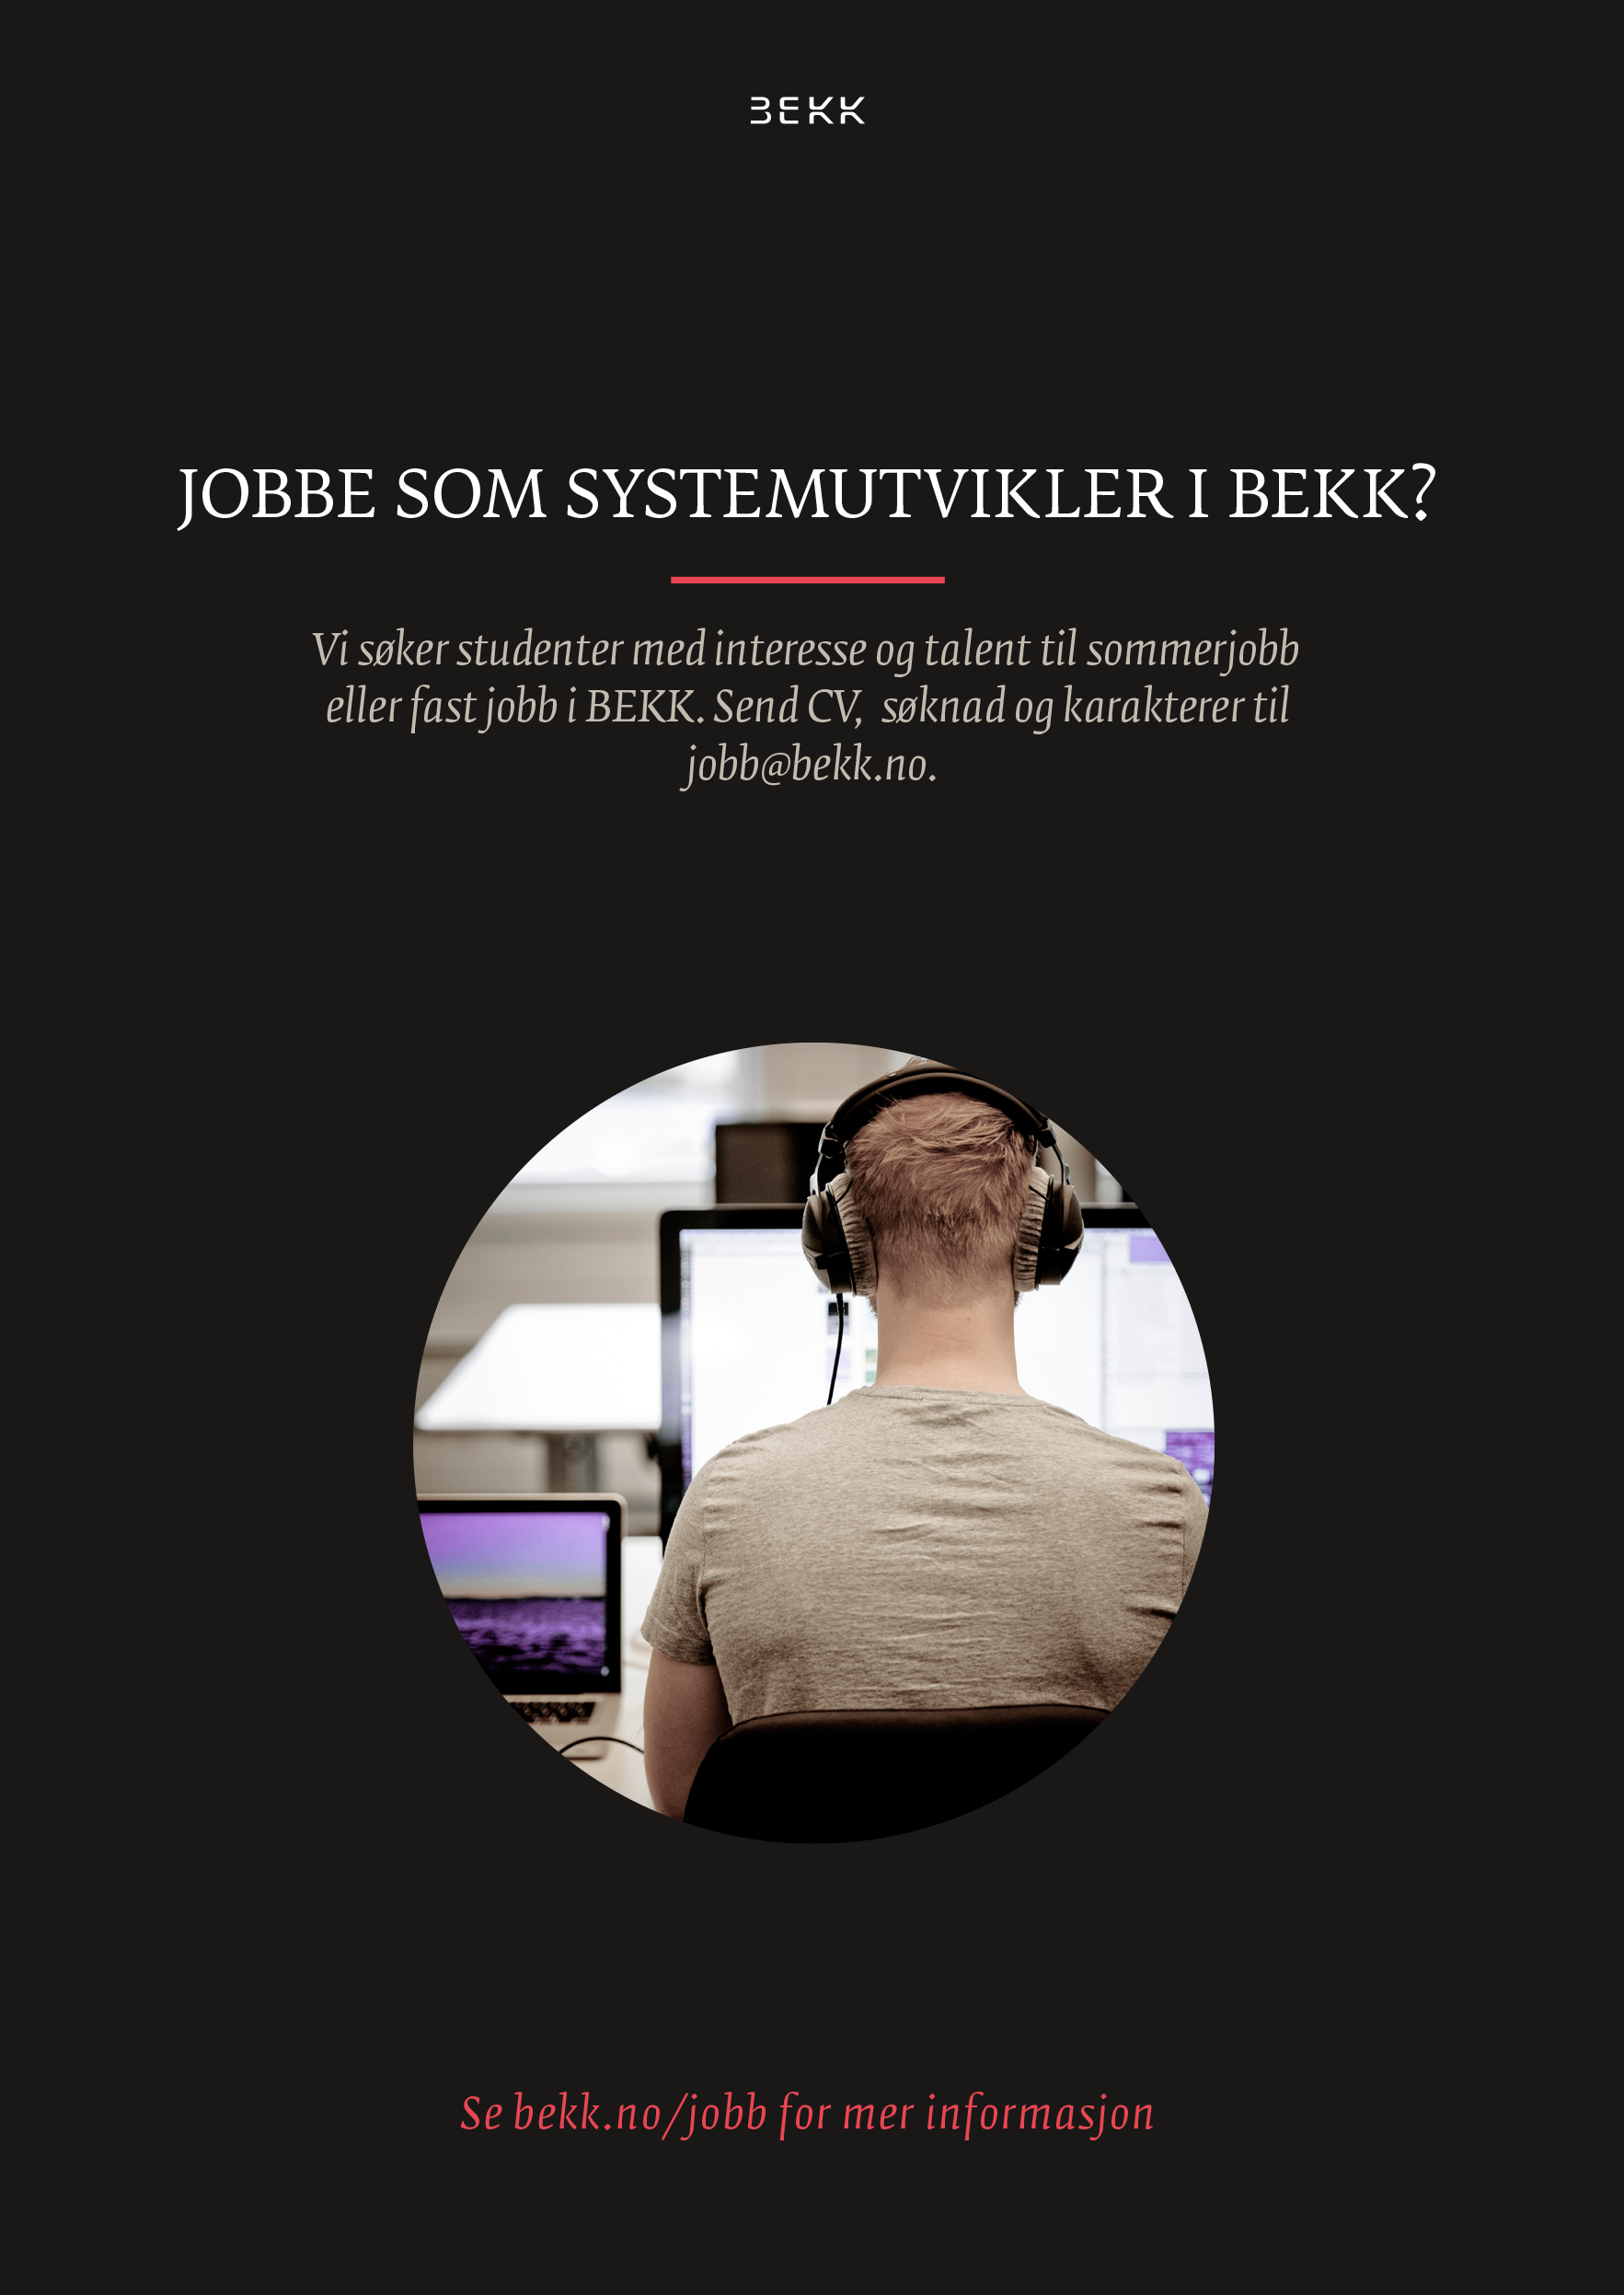 BEKK
JOBBE SOM SYSTEMUTVIKLER I BEKK?
Vi søker studenter med interesse og talent til sommerjobb
eller fast jobb i BEKK. Send CV,  søknad og karakterer til
jobb@bekk.no.
Se bekk.no/jobb for mer informasjon